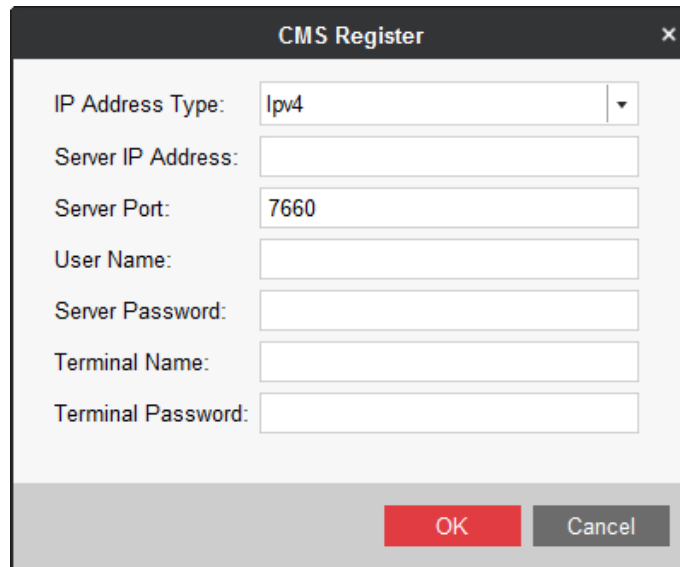 CMS Register
IP Address Type: Ipv4
Server IP Address:
Server Port: 7660
User Name:
Server Password:
Terminal Name:
Terminal Password:
OK Cancel